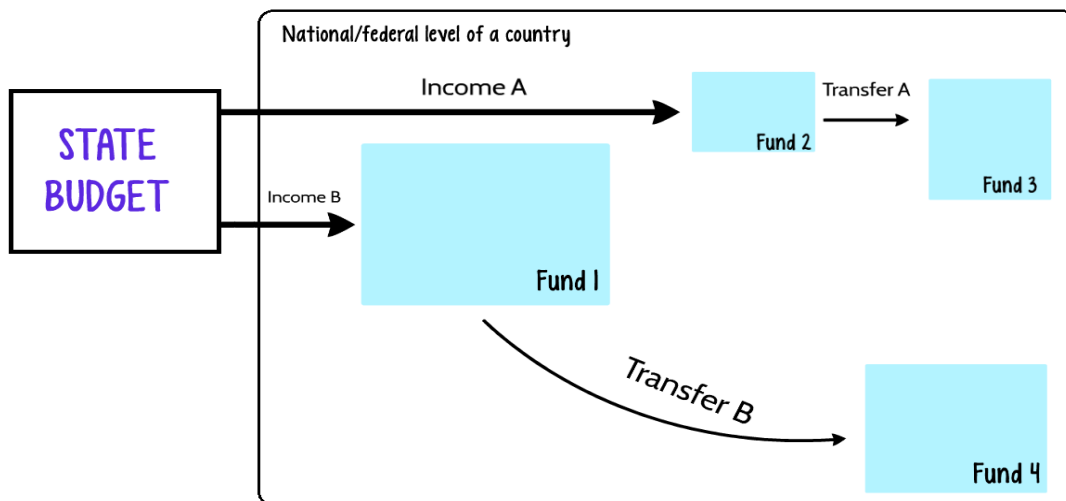 National/federal level of a country
Income A
Transfer A
Fund 2
Fund 3
STATE
BUDGET
Income B
Fund 1
Transfer B
Fund 4